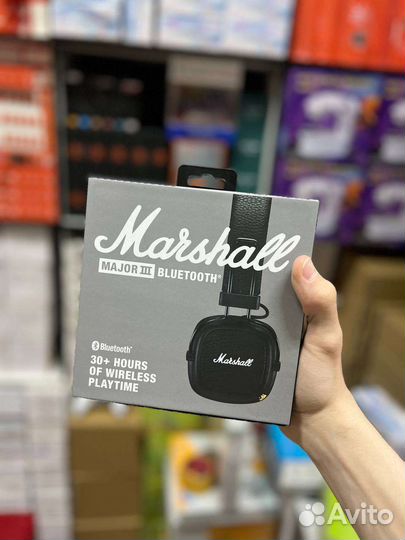 Marshall
MAJOR III BLUETOOTH®
Bluetooth®
30+ HOURS
OF WIRELESS
PLAYTIME
Marshall
Avito